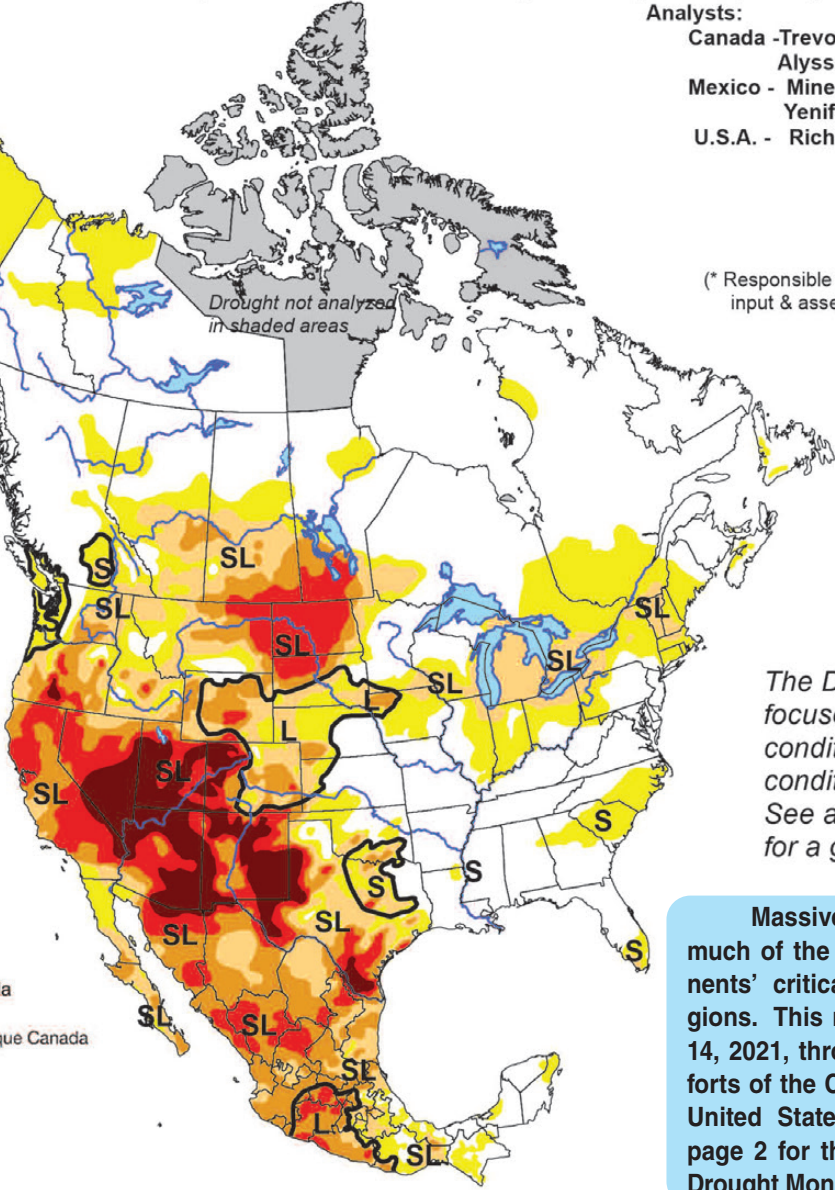 Analysts:
Canada -Trevo
Alyss
Mexico - Mine
Yenif
U.S.A. - Rich
(* Responsible
input & asse
Drought not analyzed
in shaded areas
S
SL
S
SL
SL
SL
SL
L
L
SL
SL
SL
S
S
S
SL
SL
S
SL
SL
SL
L
SL
a
que Canada
The D
focus
condit
condit
See a
for a g
Massive
much of the
nents' critica
gions. This r
14, 2021, thro
forts of the C
United State
page 2 for th
Drought Mon